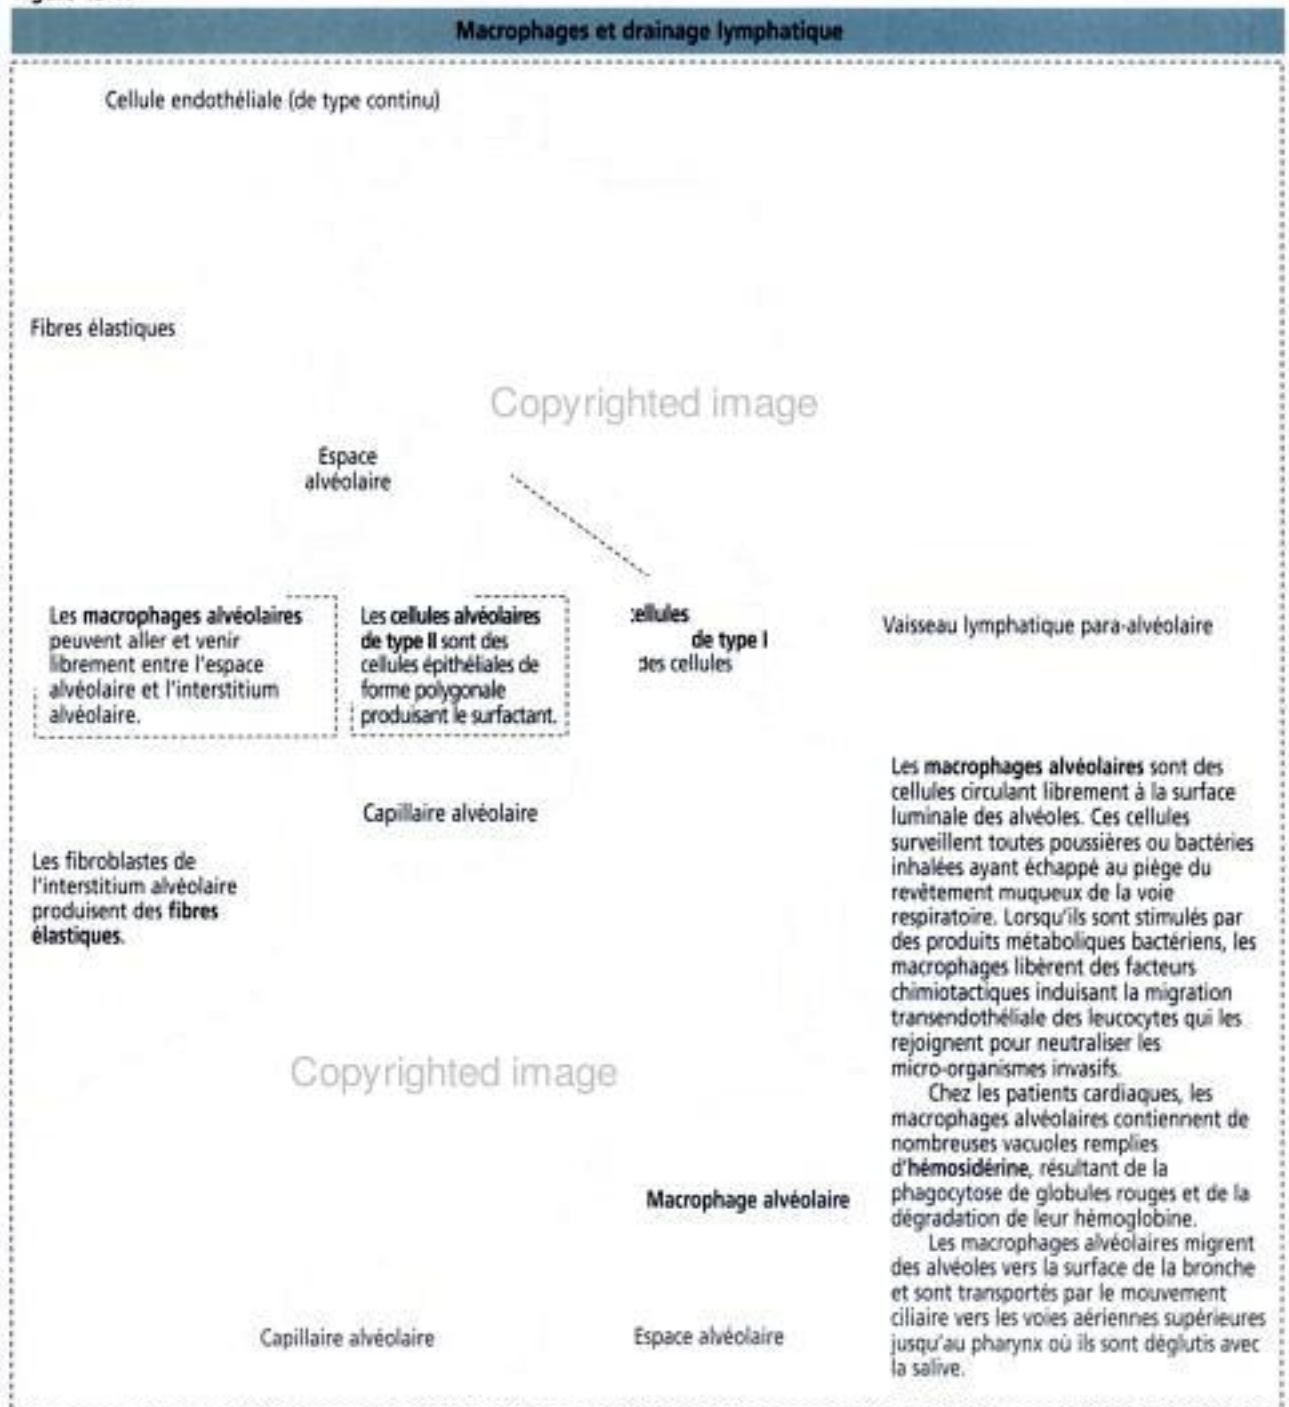 Macrophages et drainage lymphatique
Cellule endothéliale (de type continu)
Fibres élastiques
Copyrighted image
Espace
alvéolaire
Les macrophages alvéolaires
peuvent aller et venir
librement entre l'espace
alvéolaire et l'interstitium
alvéolaire.
Les cellules alvéolaires
de type II sont des
cellules épithéliales de
forme polygonale
produisant le surfactant.
cellules
de type I
des cellules
Vaisseau lymphatique para-alvéolaire
Capillaire alvéolaire
Les fibroblastes de
l'interstitium alvéolaire
produisent des fibres
élastiques.
Les macrophages alvéolaires sont des
cellules circulant librement à la surface
luminale des alvéoles. Ces cellules
surveillent toutes poussières ou bactéries
inhalées ayant échappé au piège du
revêtement muqueux de la voie
respiratoire. Lorsqu'ils sont stimulés par
des produits métaboliques bactériens, les
macrophages libèrent des facteurs
chimiotactiques induisant la migration
transendothéliale des leucocytes qui les
rejoignent pour neutraliser les
micro-organismes invasifs.
Chez les patients cardiaques, les
macrophages alvéolaires contiennent de
nombreuses vacuoles remplies
d'hémosidérine, résultant de la
phagocytose de globules rouges et de la
dégradation de leur hémoglobine.
Les macrophages alvéolaires migrent
des alvéoles vers la surface de la bronche
et sont transportés par le mouvement
ciliaire vers les voies aériennes supérieures
jusqu'au pharynx où ils sont déglutis avec
la salive.
Copyrighted image
Macrophage alvéolaire
Capillaire alvéolaire
Espace alvéolaire